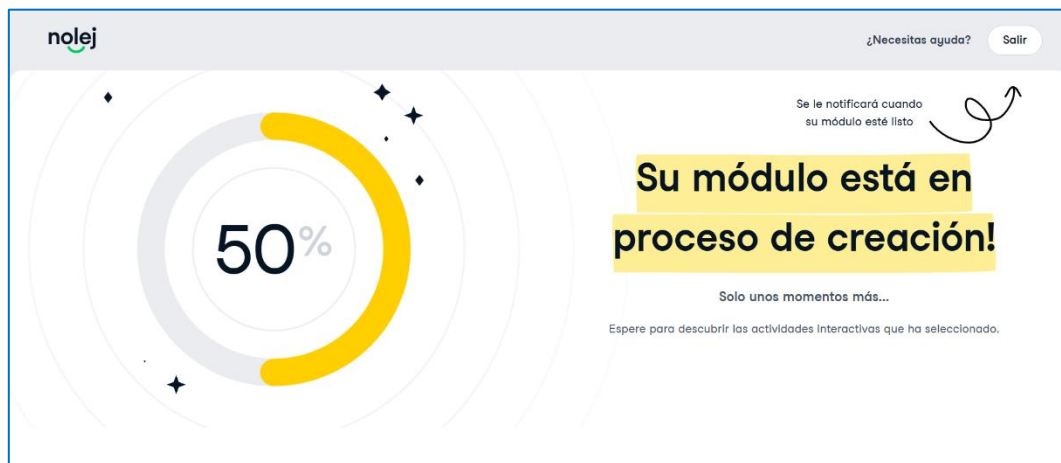 nolej
¿Necesitas ayuda?
Salir
Se le notificará cuando
su módulo esté listo
Su módulo está en
proceso de creación!
50%
Solo unos momentos más...
Espere para descubrir las actividades interactivas que ha seleccionado.